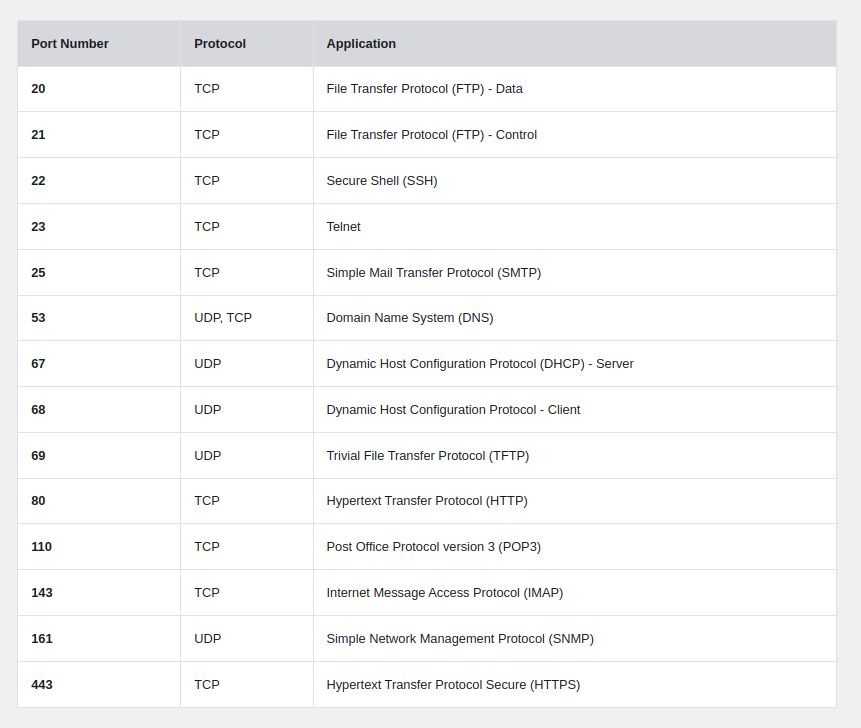 Port Number Protocol Application
20 TCP File Transfer Protocol (FTP) - Data
21 TCP File Transfer Protocol (FTP) - Control
22 TCP Secure Shell (SSH)
23 TCP Telnet
25 TCP Simple Mail Transfer Protocol (SMTP)
53 UDP, TCP Domain Name System (DNS)
67 UDP Dynamic Host Configuration Protocol (DHCP) - Server
68 UDP Dynamic Host Configuration Protocol - Client
69 UDP Trivial File Transfer Protocol (TFTP)
80 TCP Hypertext Transfer Protocol (HTTP)
110 TCP Post Office Protocol version 3 (POP3)
143 TCP Internet Message Access Protocol (IMAP)
161 UDP Simple Network Management Protocol (SNMP)
443 TCP Hypertext Transfer Protocol Secure (HTTPS)